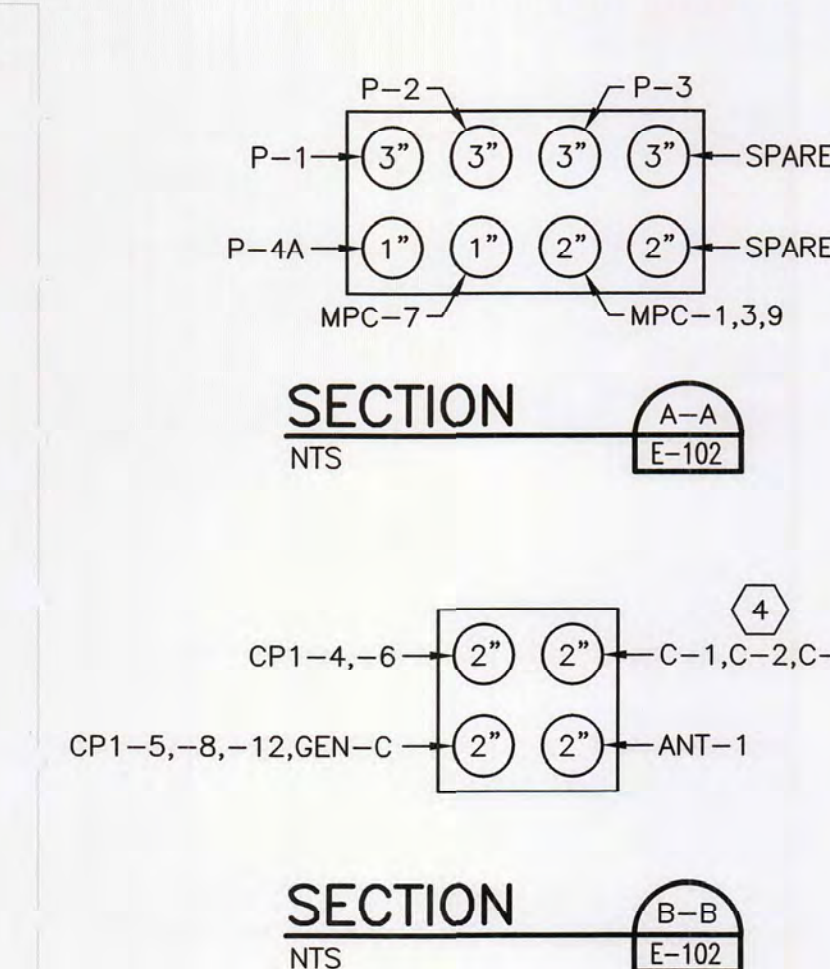 P-2 P-3
P-1 3" 3" 3" 3" SPARE
P-4A 1" 1" 2" 2" SPARE
MPC-7 MPC-1,3,9
SECTION A-A
NTS E-102
4
CP1-4,-6 2" 2" C-1,C-2,C-
CP1-5,-8,-12,GEN-C 2" 2" ANT-1
SECTION B-B
NTS E-102